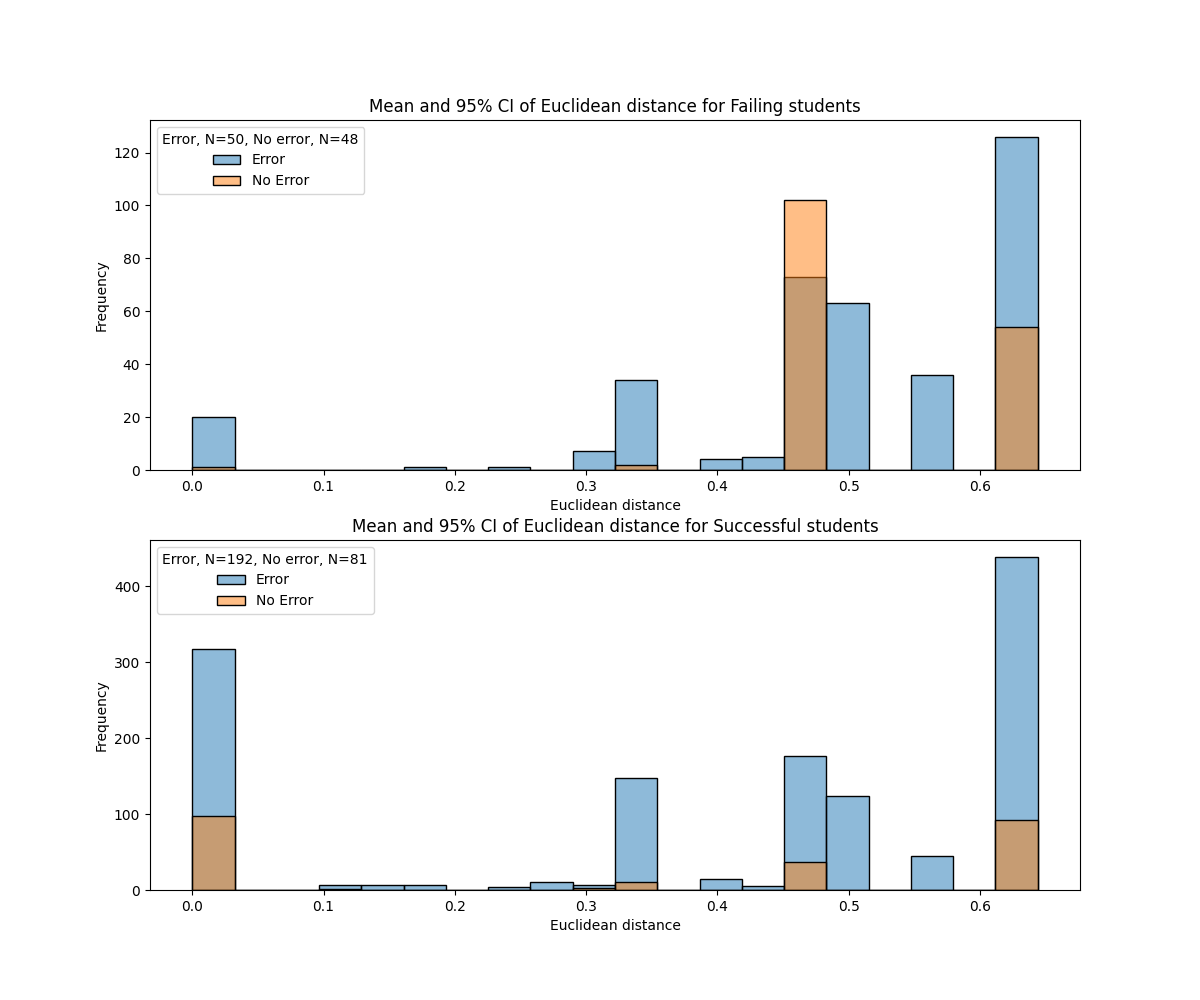 Mean and 95% CI of Euclidean distance for Failing students
Error, N=50, No error, N=48
Error
No Error
120
100
80
60
40
20
0
Frequency
0.0 0.1 0.2 0.3 0.4 0.5 0.6
Euclidean distance
Mean and 95% CI of Euclidean distance for Successful students
Error, N=192, No error, N=81
Error
No Error
400
300
200
100
0
Frequency
0.0 0.1 0.2 0.3 0.4 0.5 0.6
Euclidean distance